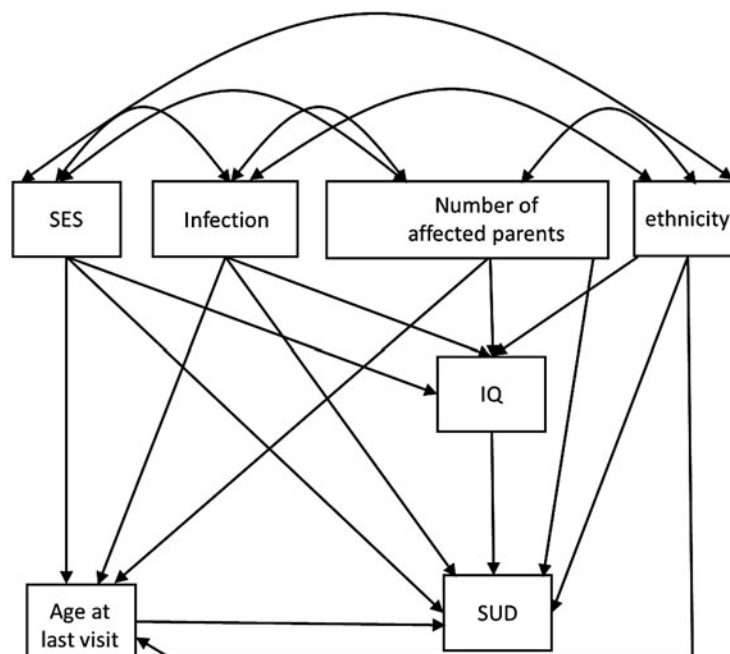 SES
Infection
Number of
affected parents
ethnicity
IQ
Age at
last visit
SUD